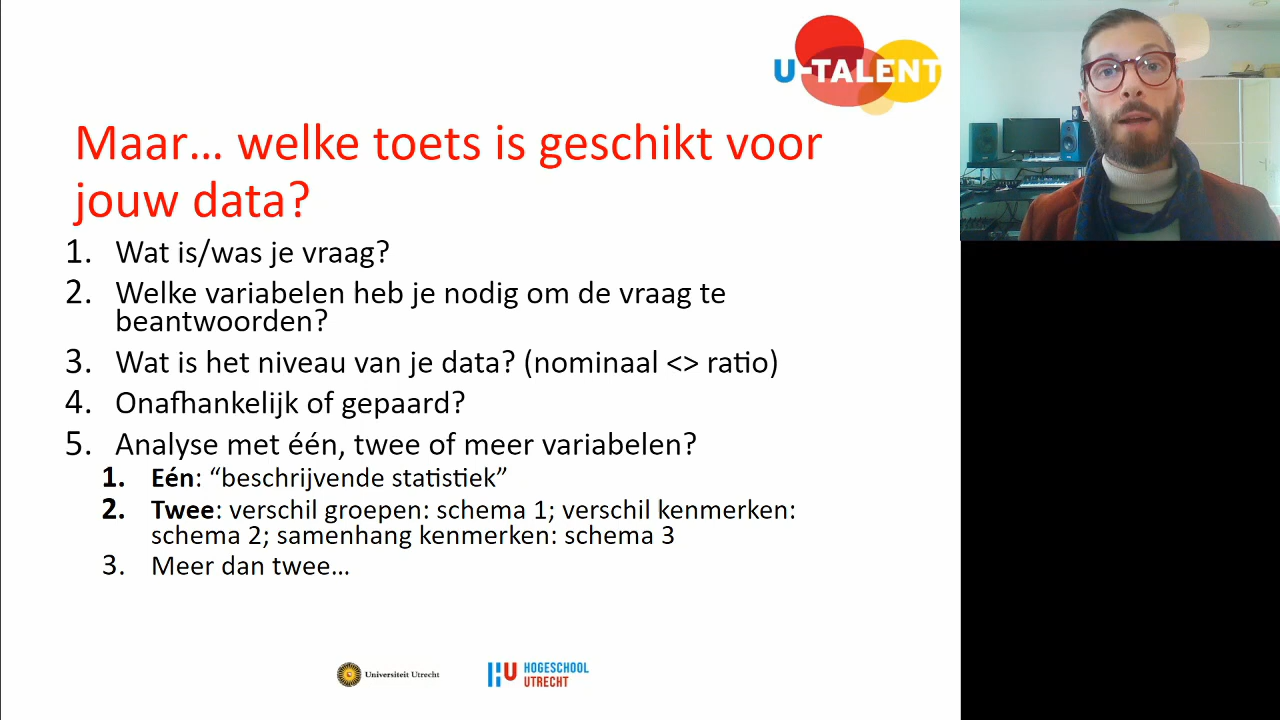 U-TALENT
Maar... welke toets is geschikt voor
jouw data?
1. Wat is/was je vraag?
2. Welke variabelen heb je nodig om de vraag te
beantwoorden?
3. Wat is het niveau van je data? (nominaal <> ratio)
4. Onafhankelijk of gepaard?
5. Analyse met één, twee of meer variabelen?
1. Eén: “beschrijvende statistiek”
2. Twee: verschil groepen: schema 1; verschil kenmerken:
schema 2; samenhang kenmerken: schema 3
3. Meer dan twee...
Universiteit Utrecht
HU HOGESCHOOL
UTRECHT